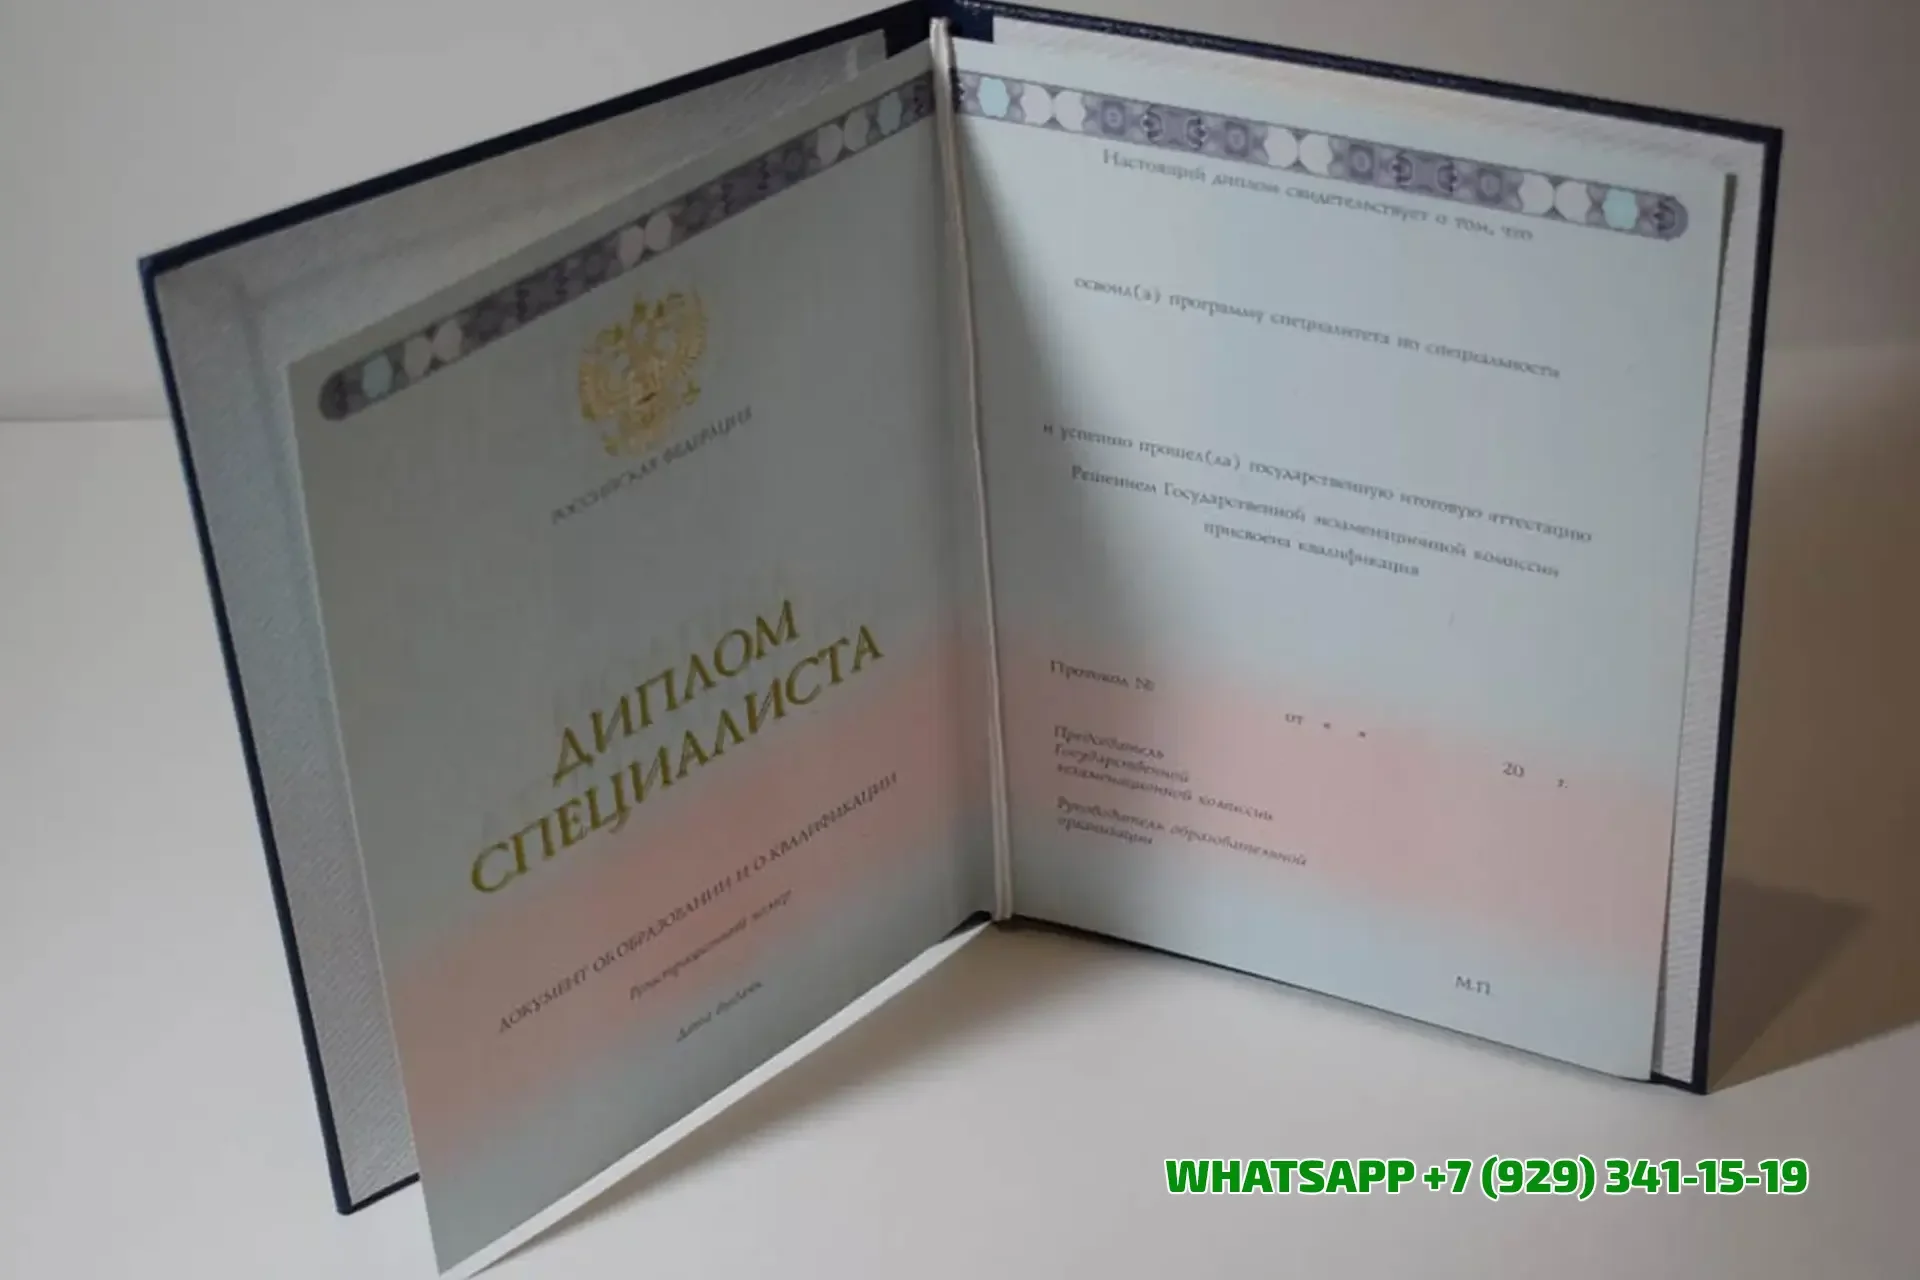 РОССИЙСКАЯ ФЕДЕРАЦИЯ
ДИПЛОМ
СПЕЦИАЛИСТА
ДОКУМЕНТ ОБ ОБРАЗОВАНИИ И О КВАЛИФИКАЦИИ
Регистрационный номер
Дата выдачи
Настоящий диплом свидетельствует о том, что
освоил(а) программу специалитета по специальности
и успешно прошел(ла) государственную итоговую аттестацию
Решением Государственной экзаменационной комиссии
присвоена квалификация
Протокол №
от « »
20 г.
Председатель
Государственной
экзаменационной комиссии
Руководитель образовательной
организации
М.П.
WHATSAPP +7 (929) 341-15-19